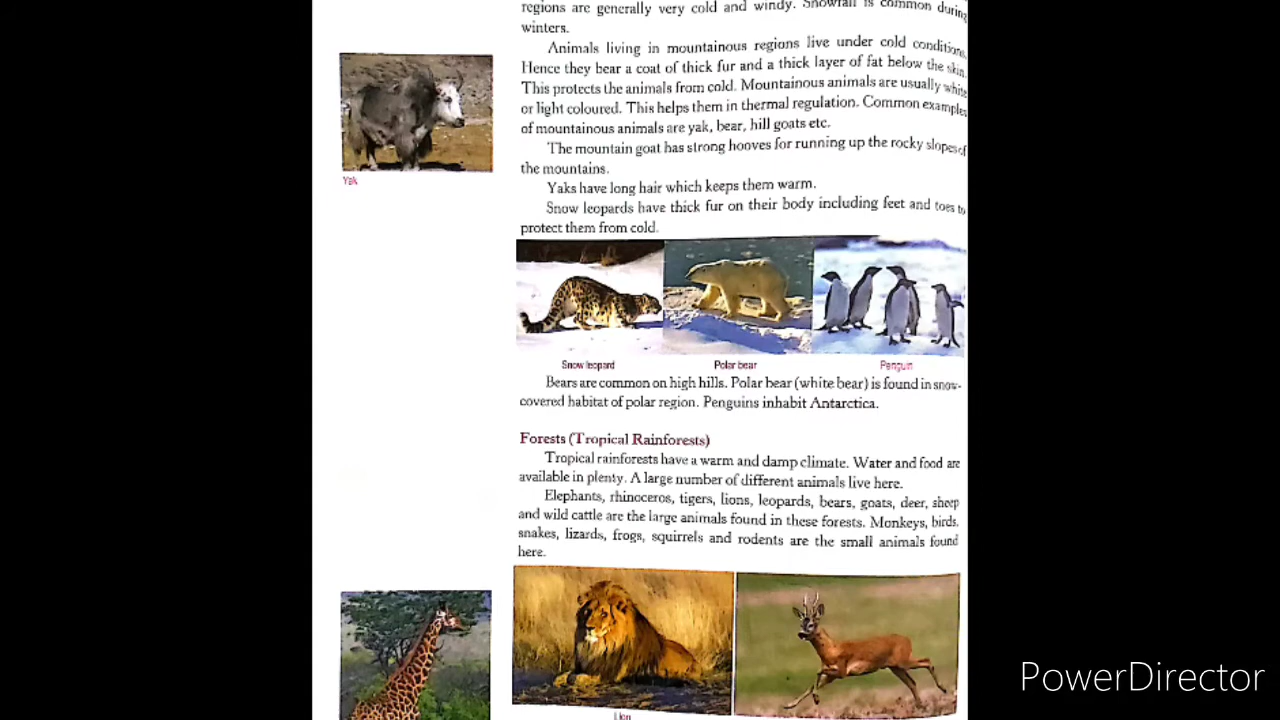 regions are generally very cold and windy. Snowfall is common during
winters.
Animals living in mountainous regions live under cold conditions.
Hence they bear a coat of thick fur and a thick layer of fat below the skin.
This protects the animals from cold. Mountainous animals are usually white
or light coloured. This helps them in thermal regulation. Common examples
of mountainous animals are yak, bear, hill goats etc.
The mountain goat has strong hooves for running up the rocky slopes of
the mountains.
Yak
Yaks have long hair which keeps them warm.
Snow leopards have thick fur on their body including feet and toes to
protect them from cold.
Snow leopard Polar bear Penguin
Bears are common on high hills. Polar bear (white bear) is found in snow-
covered habitat of polar region. Penguins inhabit Antarctica.
Forests (Tropical Rainforests)
Tropical rainforests have a warm and damp climate. Water and food are
available in plenty. A large number of different animals live here.
Elephants, rhinoceros, tigers, lions, leopards, bears, goats, deer, sheep
and wild cattle are the large animals found in these forests. Monkeys, birds,
snakes, lizards, frogs, squirrels and rodents are the small animals found
here.
Lion
PowerDirector